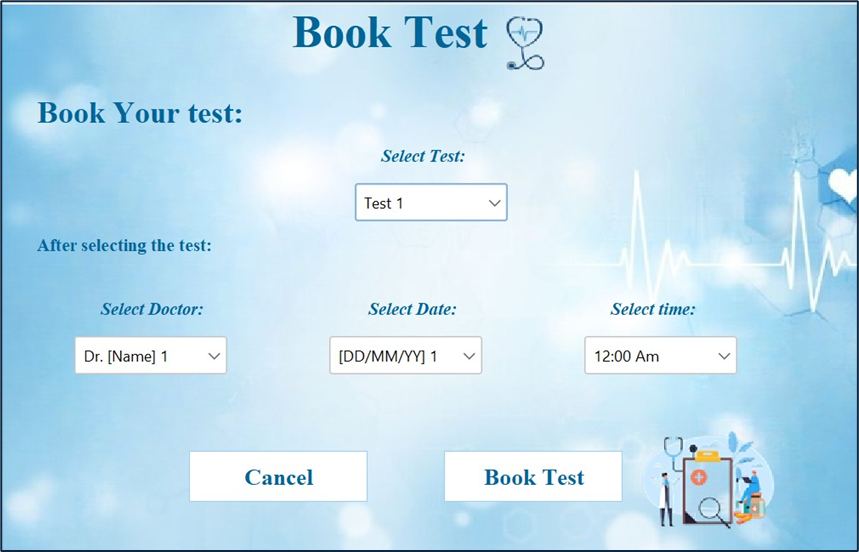 Book Test
Book Your test:
Select Test:
Test 1
After selecting the test:
Select Doctor: Select Date: Select time:
Dr. [Name] 1 [DD/MM/YY] 1 12:00 Am
Cancel Book Test